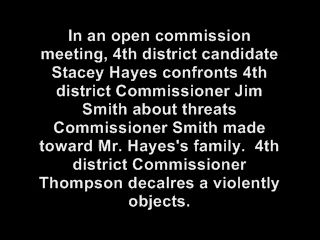 In an open commission
meeting, 4th district candidate
Stacey Hayes confronts 4th
district Commissioner Jim
Smith about threats
Commissioner Smith made
toward Mr. Hayes's family.  4th
district Commissioner
Thompson decalres a violently
objects.